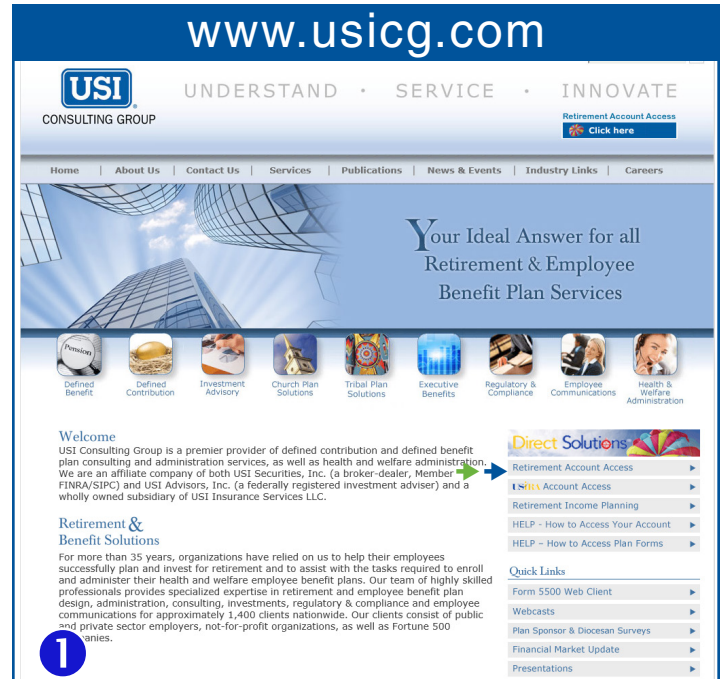 www.usicg.com
USI
CONSULTING GROUP
UNDERSTAND · SERVICE · INNOVATE
Retirement Account Access
Click here
Home | About Us | Contact Us | Services | Publications | News & Events | Industry Links | Careers
Your Ideal Answer for all
Retirement & Employee
Benefit Plan Services
Pension
Defined
Benefit
Defined
Contribution
Investment
Advisory
Church Plan
Solutions
Tribal Plan
Solutions
Executive
Benefits
Regulatory &
Compliance
Employee
Communications
Health &
Welfare
Administration
Welcome
USI Consulting Group is a premier provider of defined contribution and defined benefit
plan consulting and administration services, as well as health and welfare administration.
We are an affiliate company of both USI Securities, Inc. (a broker-dealer, Member
FINRA/SIPC) and USI Advisors, Inc. (a federally registered investment adviser) and a
wholly owned subsidiary of USI Insurance Services LLC.
Retirement &
Benefit Solutions
For more than 35 years, organizations have relied on us to help their employees
successfully plan and invest for retirement and to assist with the tasks required to enroll
and administer their health and welfare employee benefit plans. Our team of highly skilled
professionals provides specialized expertise in retirement and employee benefit plan
design, administration, consulting, investments, regulatory & compliance and employee
communications for approximately 1,400 clients nationwide. Our clients consist of public
and private sector employers, not-for-profit organizations, as well as Fortune 500
1
Direct Solutions
Retirement Account Access
Account Access
Retirement Income Planning
HELP - How to Access Your Account
HELP – How to Access Plan Forms
Quick Links
Form 5500 Web Client
Webcasts
Plan Sponsor & Diocesan Surveys
Financial Market Update
Presentations